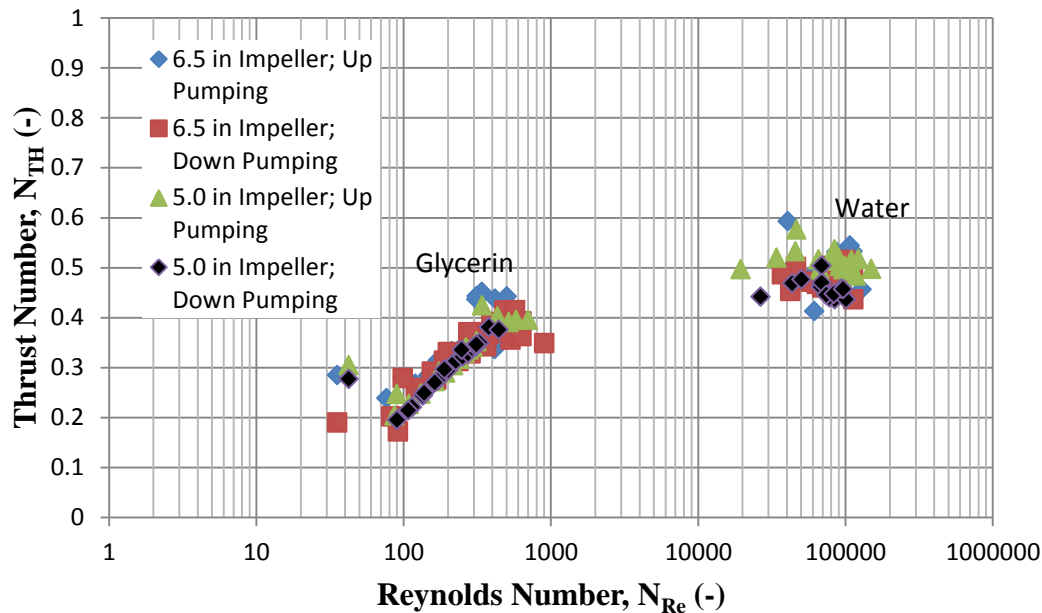 1
0.9
0.8
0.7
0.6
0.5
0.4
0.3
0.2
0.1
0
Thrust Number, N_TH (-)
6.5 in Impeller; Up
Pumping
6.5 in Impeller;
Down Pumping
5.0 in Impeller; Up
Pumping
5.0 in Impeller;
Down Pumping
Glycerin
Water
1 10 100 1000 10000 100000 1000000
Reynolds Number, N_Re (-)